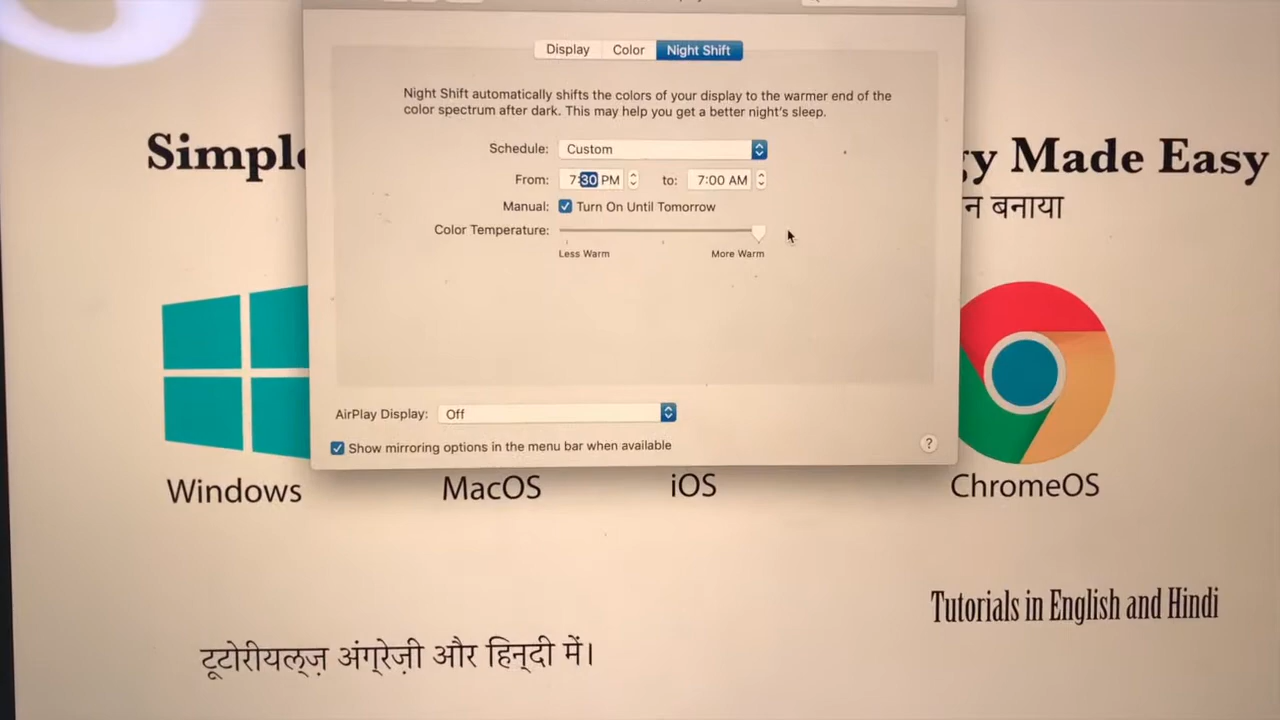 Display Color Night Shift
Night Shift automatically shifts the colors of your display to the warmer end of the
color spectrum after dark. This may help you get a better night's sleep.
Schedule: Custom
From: 7:30 PM to: 7:00 AM
Manual: Turn On Until Tomorrow
Color Temperature:
Less Warm More Warm
AirPlay Display: Off
Show mirroring options in the menu bar when available
?
Made Easy
बनाया
Windows MacOS iOS ChromeOS
Tutorials in English and Hindi
टूटोरीयल्ज़ अंग्रेज़ी और हिन्दी में।